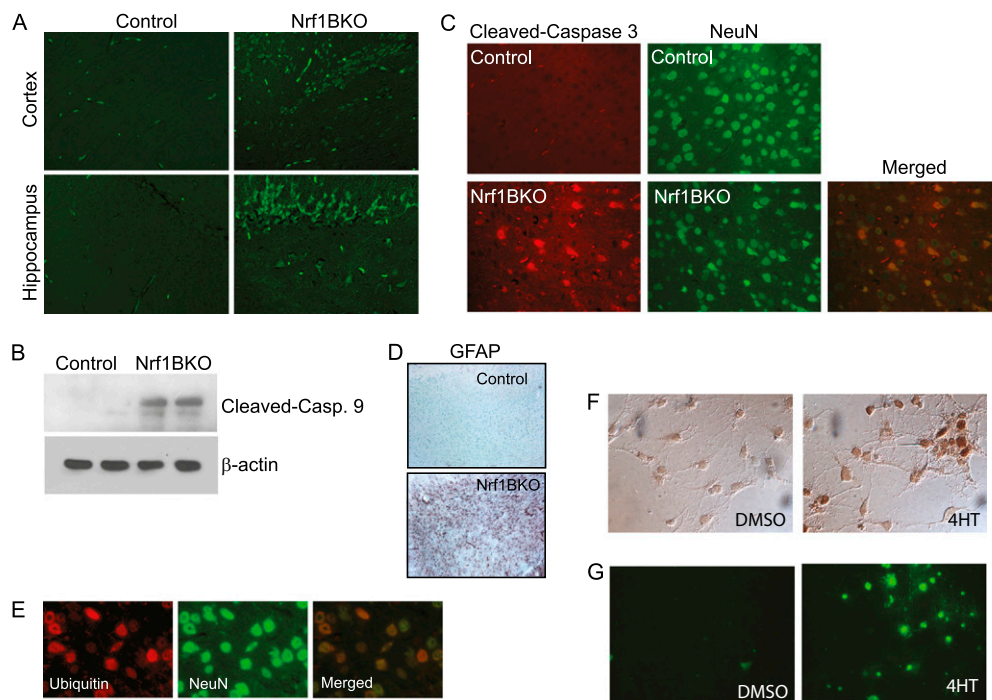 A
Control
Nrf1BKO
Cortex
Hippocampus
B
Control
Nrf1BKO
Cleaved-Casp. 9
β-actin
C
Cleaved-Caspase 3
NeuN
Control
Control
Merged
Nrf1BKO
Nrf1BKO
D
GFAP
Control
Nrf1BKO
E
Ubiquitin
NeuN
Merged
F
DMSO
4HT
G
DMSO
4HT